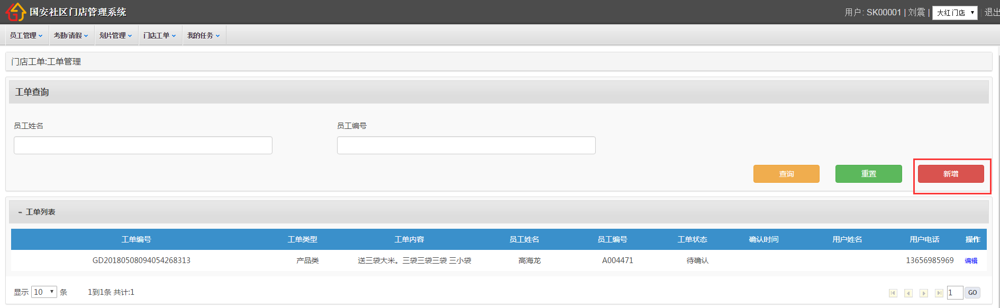 国安社区门店管理系统
用户: SK00001 | 刘震 | 大红门店 | 退出
员工管理 考勤/请假 划片管理 门店工单 我的任务
门店工单:工单管理
工单查询
员工姓名 员工编号
查询 重置 新增
- 工单列表
工单编号 工单类型 工单内容 员工姓名 员工编号 工单状态 确认时间 用户姓名 用户电话 操作
GD20180508094054268313 产品类 送三袋大米。三袋三袋三袋 三小袋 高海龙 A004471 待确认 13656985969 编辑
显示 10 条 1到1条 共计:1 1 GO